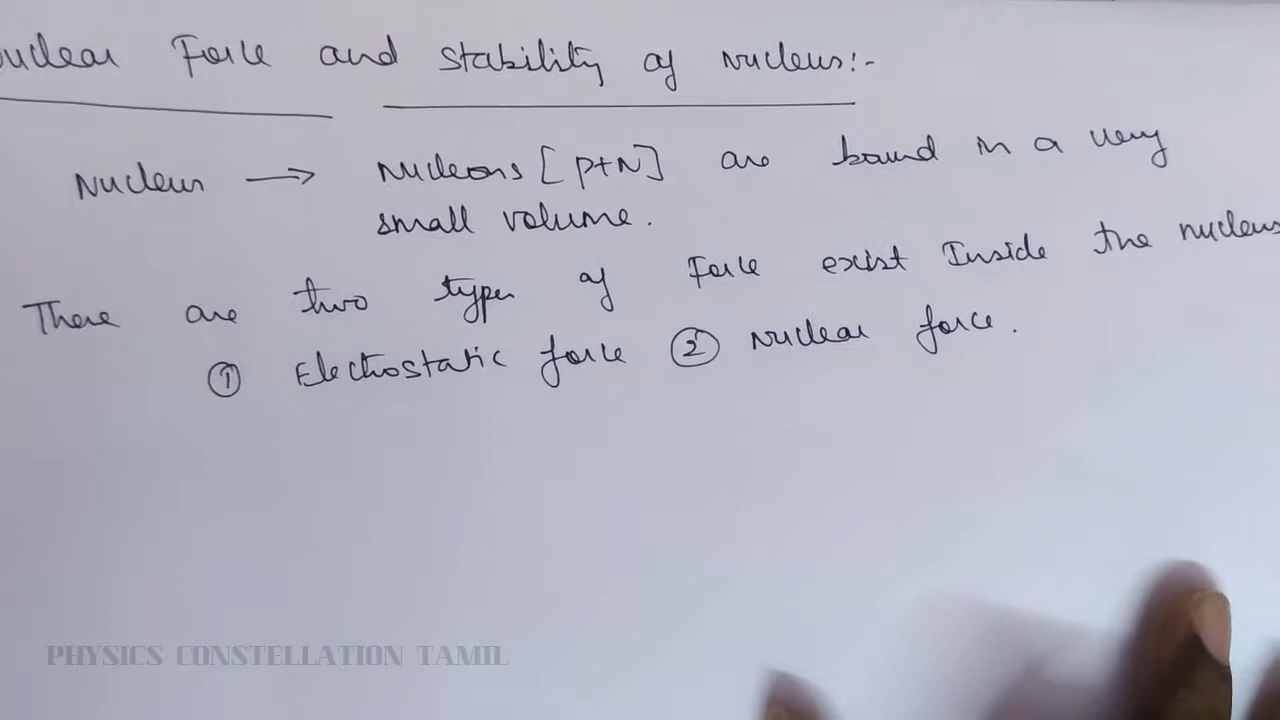 nuclear Force and stability of nucleus:-
Nucleus → Nucleons [P+N] are bound in a very
small volume.
There are two types of Force exist Inside the nucleus
① Electrostatic force ② Nuclear force.
PHYSICS CONSTELLATION TAMIL